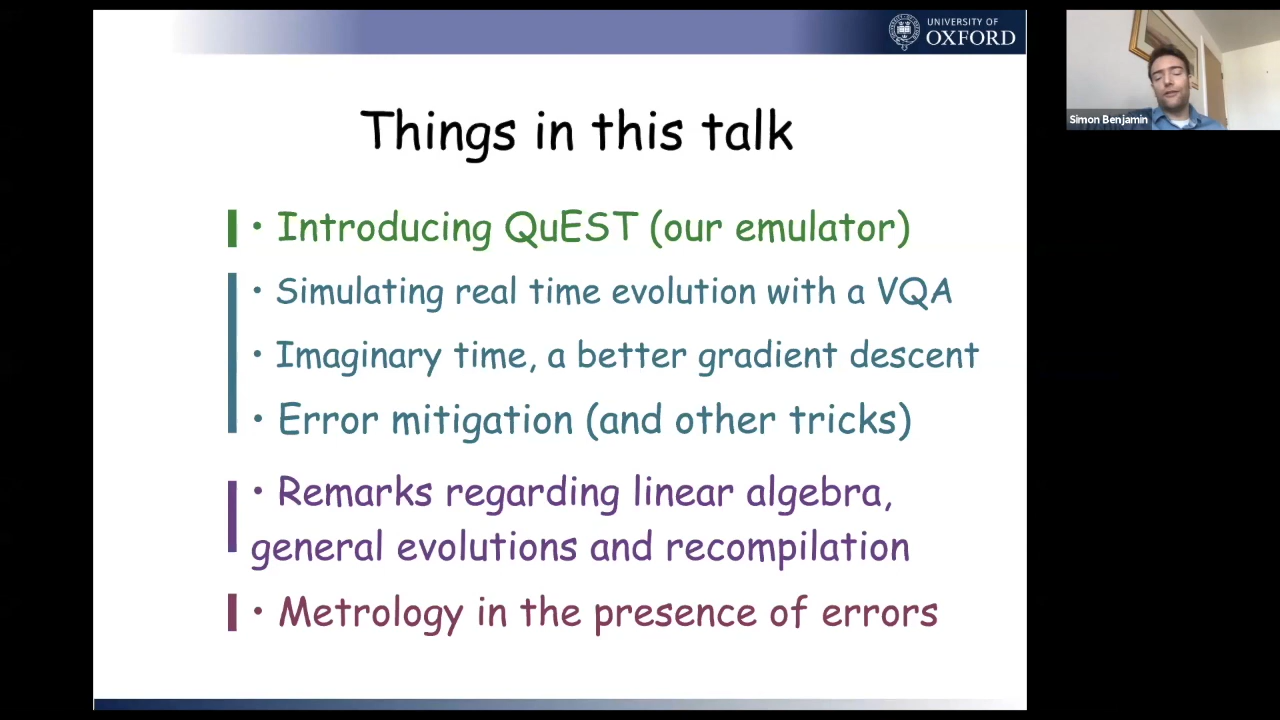 UNIVERSITY OF
OXFORD
Simon Benjamin
Things in this talk
• Introducing QuEST (our emulator)
• Simulating real time evolution with a VQA
• Imaginary time, a better gradient descent
• Error mitigation (and other tricks)
• Remarks regarding linear algebra,
general evolutions and recompilation
• Metrology in the presence of errors